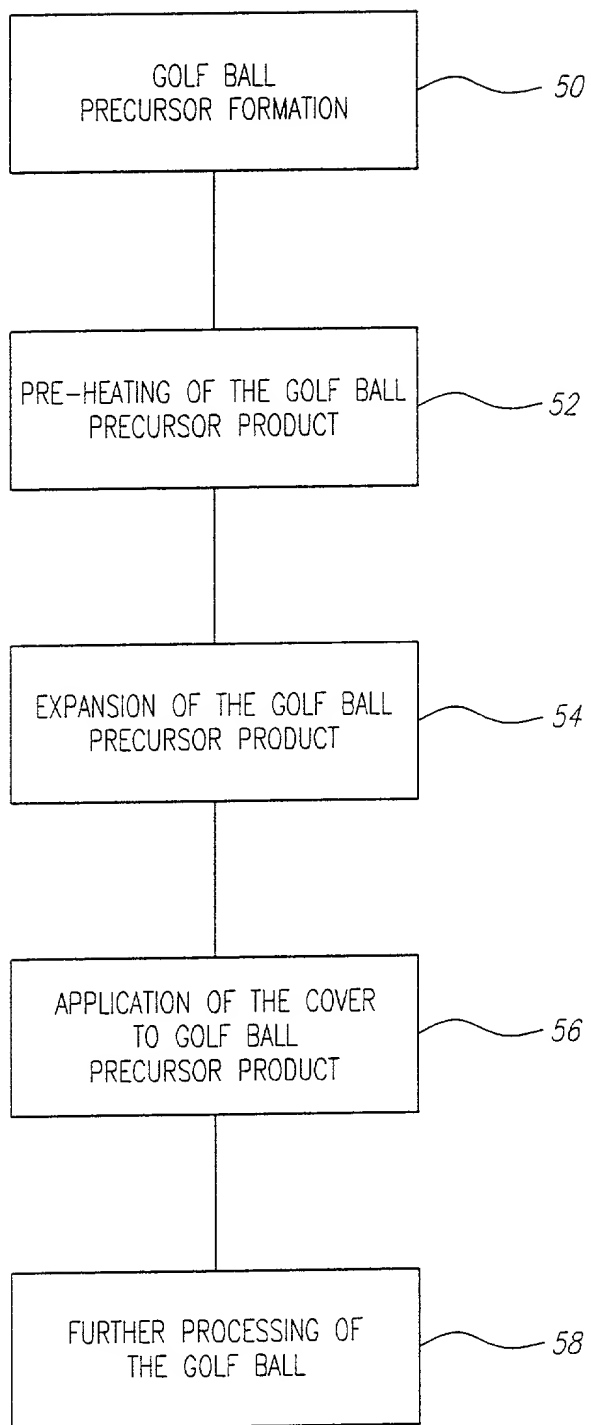 GOLF BALL
PRECURSOR FORMATION
50
PRE-HEATING OF THE GOLF BALL
PRECURSOR PRODUCT
52
EXPANSION OF THE GOLF BALL
PRECURSOR PRODUCT
54
APPLICATION OF THE COVER
TO GOLF BALL
PRECURSOR PRODUCT
56
FURTHER PROCESSING OF
THE GOLF BALL
58